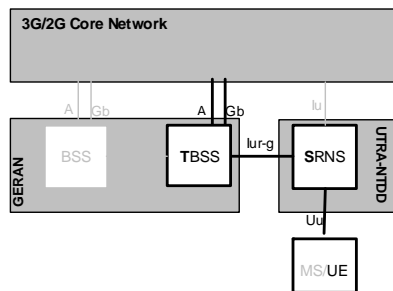 3G/2G Core Network
A
Gb
A
Gb
Iu
BSS
TBSS
Iur-g
SRNS
GERAN
UTRA-NTDD
Uu
MS/UE